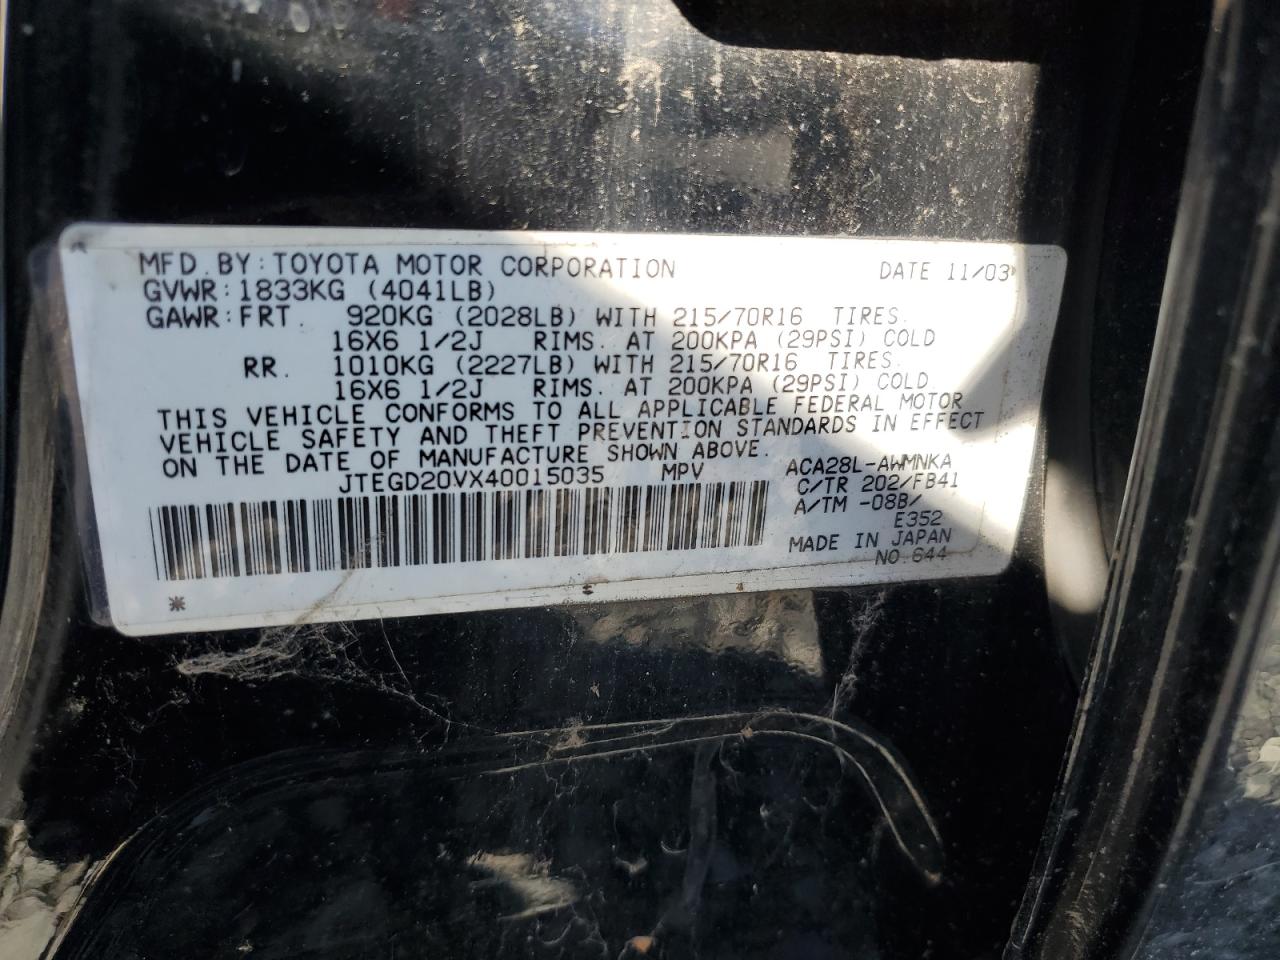 MFD. BY: TOYOTA MOTOR CORPORATION DATE 11/03
GVWR: 1833KG (4041LB)
GAWR: FRT. 920KG (2028LB) WITH 215/70R16 TIRES.
16X6 1/2J RIMS. AT 200KPA (29PSI) COLD
RR. 1010KG (2227LB) WITH 215/70R16 TIRES.
16X6 1/2J RIMS. AT 200KPA (29PSI) COLD.
THIS VEHICLE CONFORMS TO ALL APPLICABLE FEDERAL MOTOR
VEHICLE SAFETY AND THEFT PREVENTION STANDARDS IN EFFECT
ON THE DATE OF MANUFACTURE SHOWN ABOVE.
JTEGD20VX40015035 MPV ACA28L-AWMNKA
C/TR 202/FB41
A/TM -08B/
E352
MADE IN JAPAN
NO.644
*